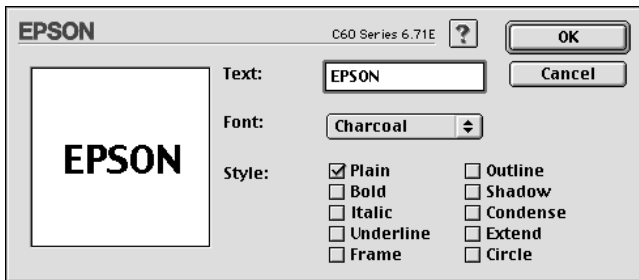 EPSON C60 Series 6.71E ? OK
Text: EPSON Cancel
Font: Charcoal
EPSON
Style: Plain Outline
Bold Shadow
Italic Condense
Underline Extend
Frame Circle